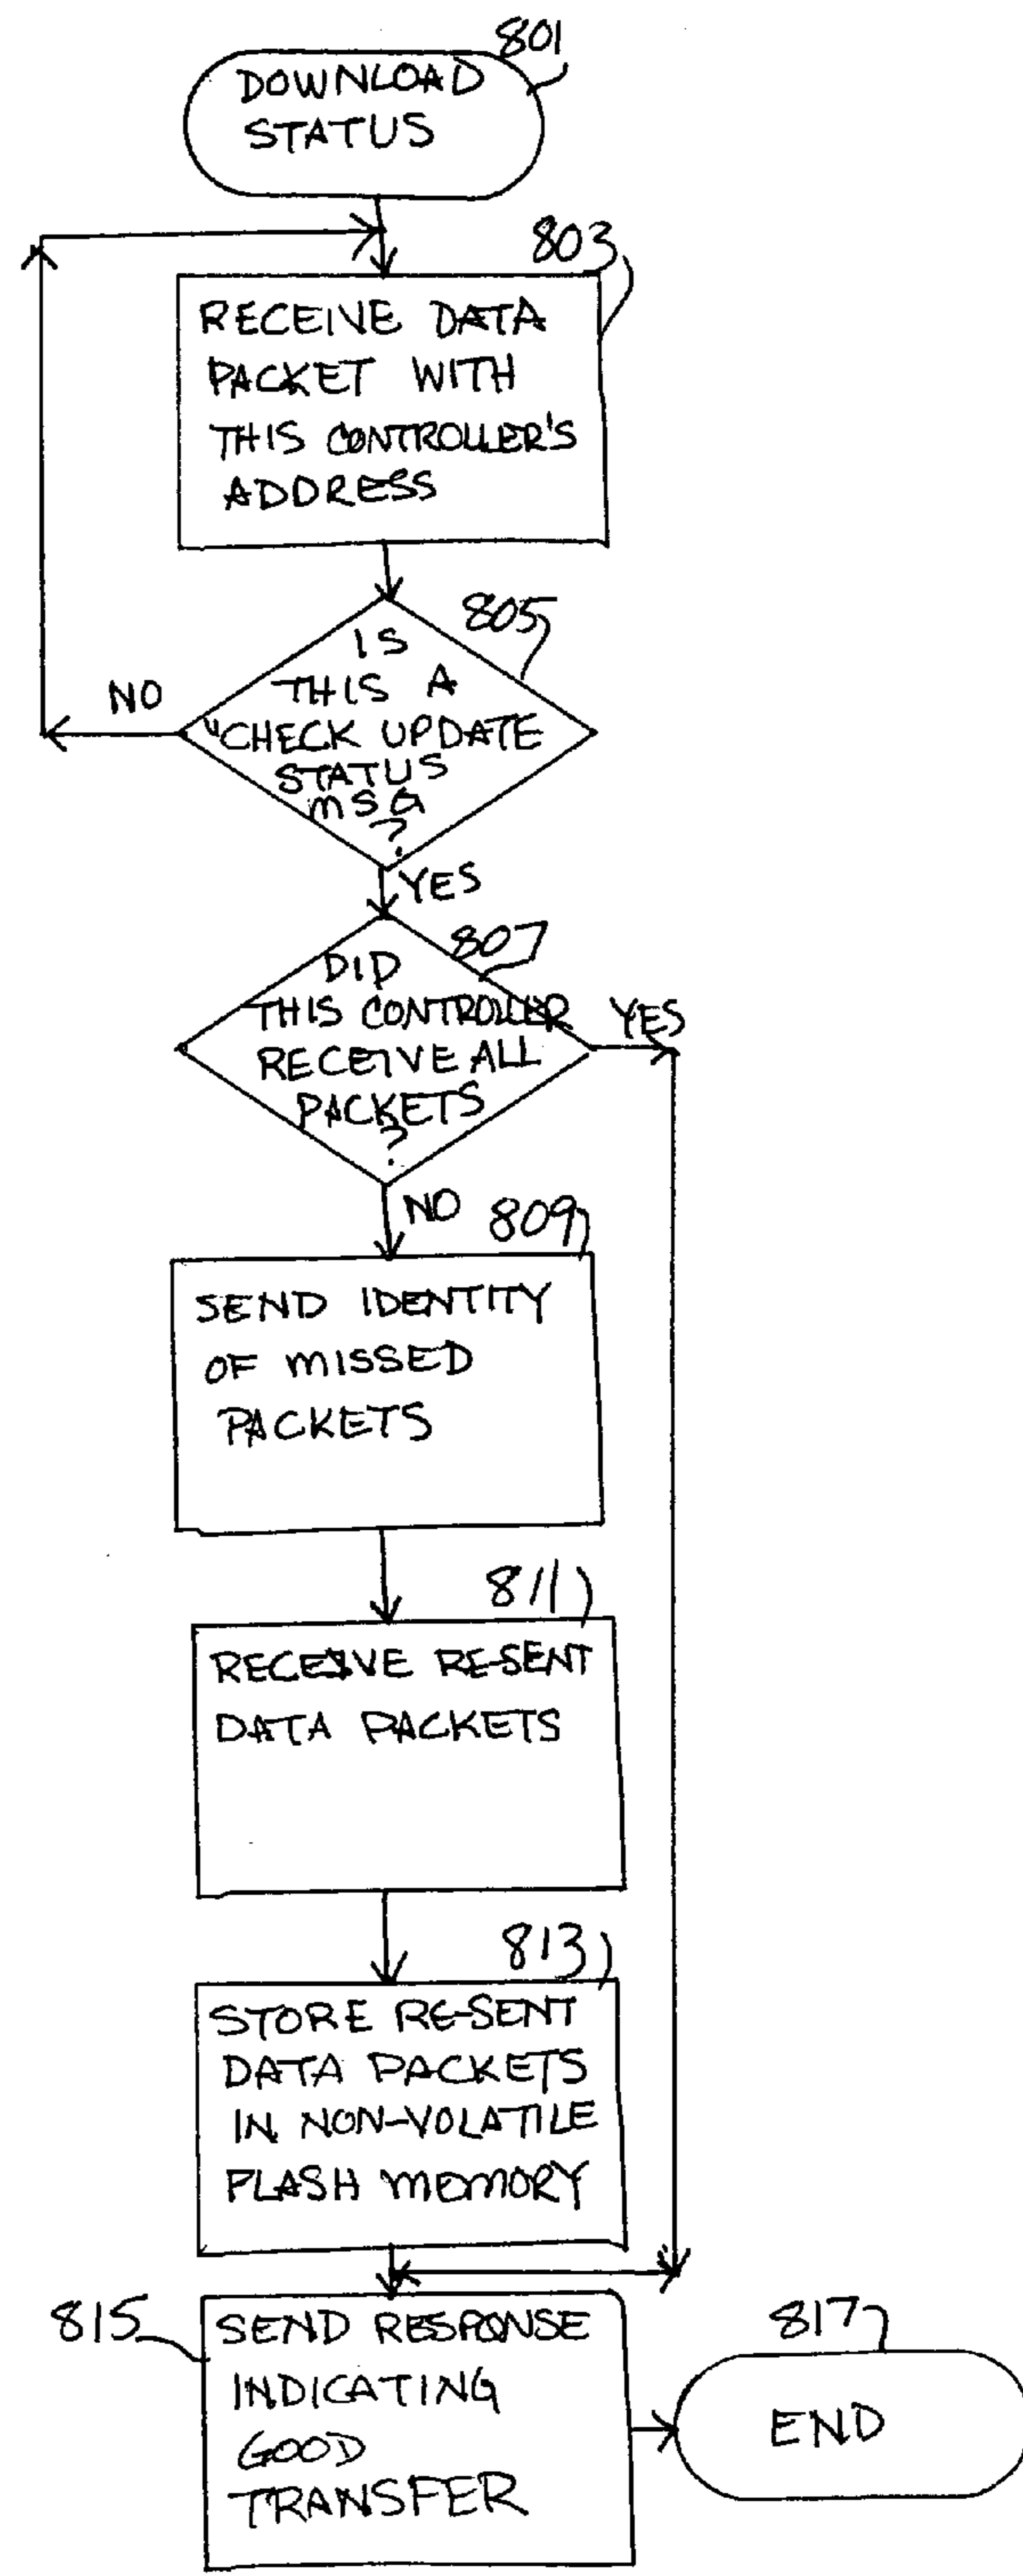 801
DOWNLOAD
STATUS
803
RECEIVE DATA
PACKET WITH
THIS CONTROLLER'S
ADDRESS
805
IS
THIS A
"CHECK UPDATE
STATUS
MSG
?
NO
YES
807
DID
THIS CONTROLLER
RECEIVE ALL
PACKETS
?
YES
NO
809
SEND IDENTITY
OF MISSED
PACKETS
811
RECEIVE RE-SENT
DATA PACKETS
813
STORE RE-SENT
DATA PACKETS
IN NON-VOLATILE
FLASH MEMORY
815
SEND RESPONSE
INDICATING
GOOD
TRANSFER
817
END